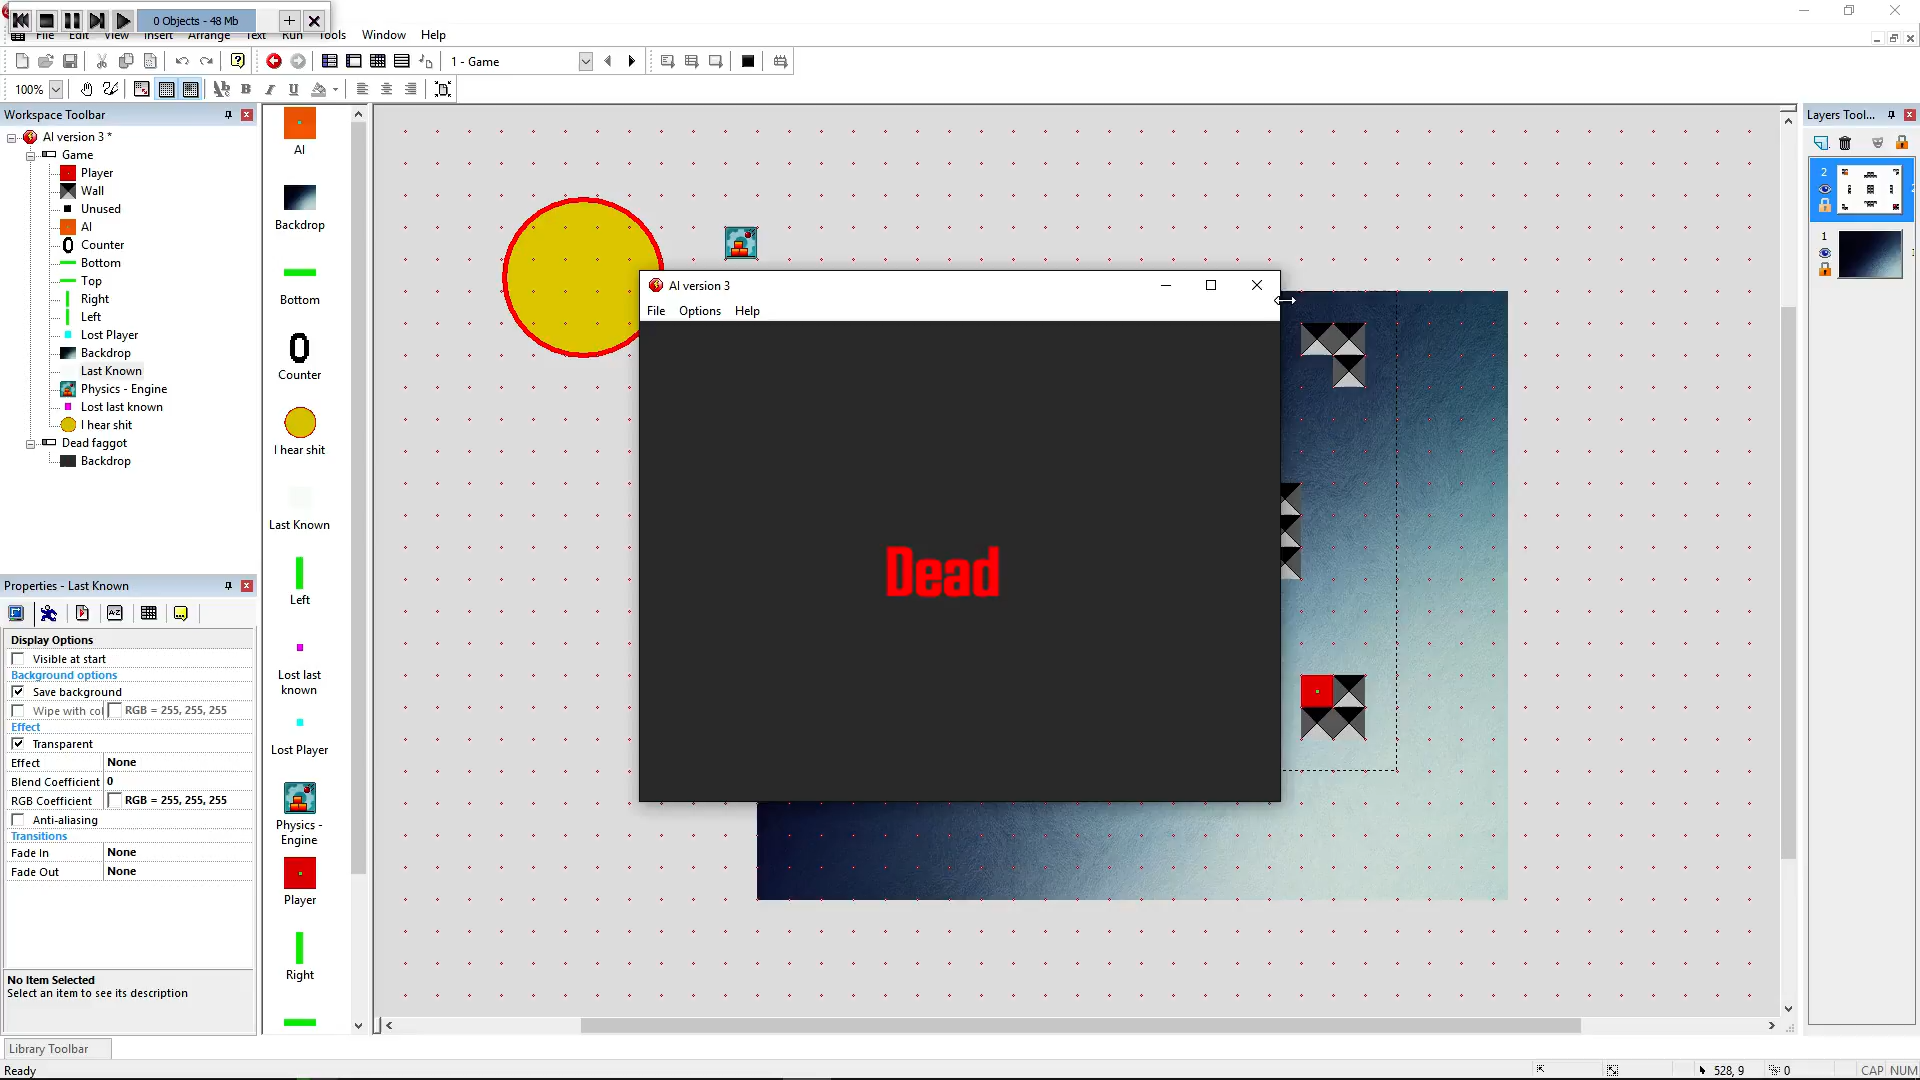 0 Objects - 48 Mb
File Edit View Insert Arrange Text Run Tools Window Help
1 - Game
100%
Workspace Toolbar
AI version 3 *
Game
Player
Wall
Unused
AI
Counter
Bottom
Top
Right
Left
Lost Player
Backdrop
Last Known
Physics - Engine
Lost last known
I hear shit
Dead faggot
Backdrop
Properties - Last Known
Display Options
Visible at start
Background options
Save background
Wipe with col RGB = 255, 255, 255
Effect
Transparent
Effect None
Blend Coefficient 0
RGB Coefficient RGB = 255, 255, 255
Anti-aliasing
Transitions
Fade In None
Fade Out None
No Item Selected
Select an item to see its description
Library Toolbar
Ready
AI
Backdrop
Bottom
0
Counter
I hear shit
Last Known
Left
Lost last
known
Lost Player
Physics -
Engine
Player
Right
AI version 3
File Options Help
Dead
Layers Tool...
2
1
528, 9
0
CAP NUM